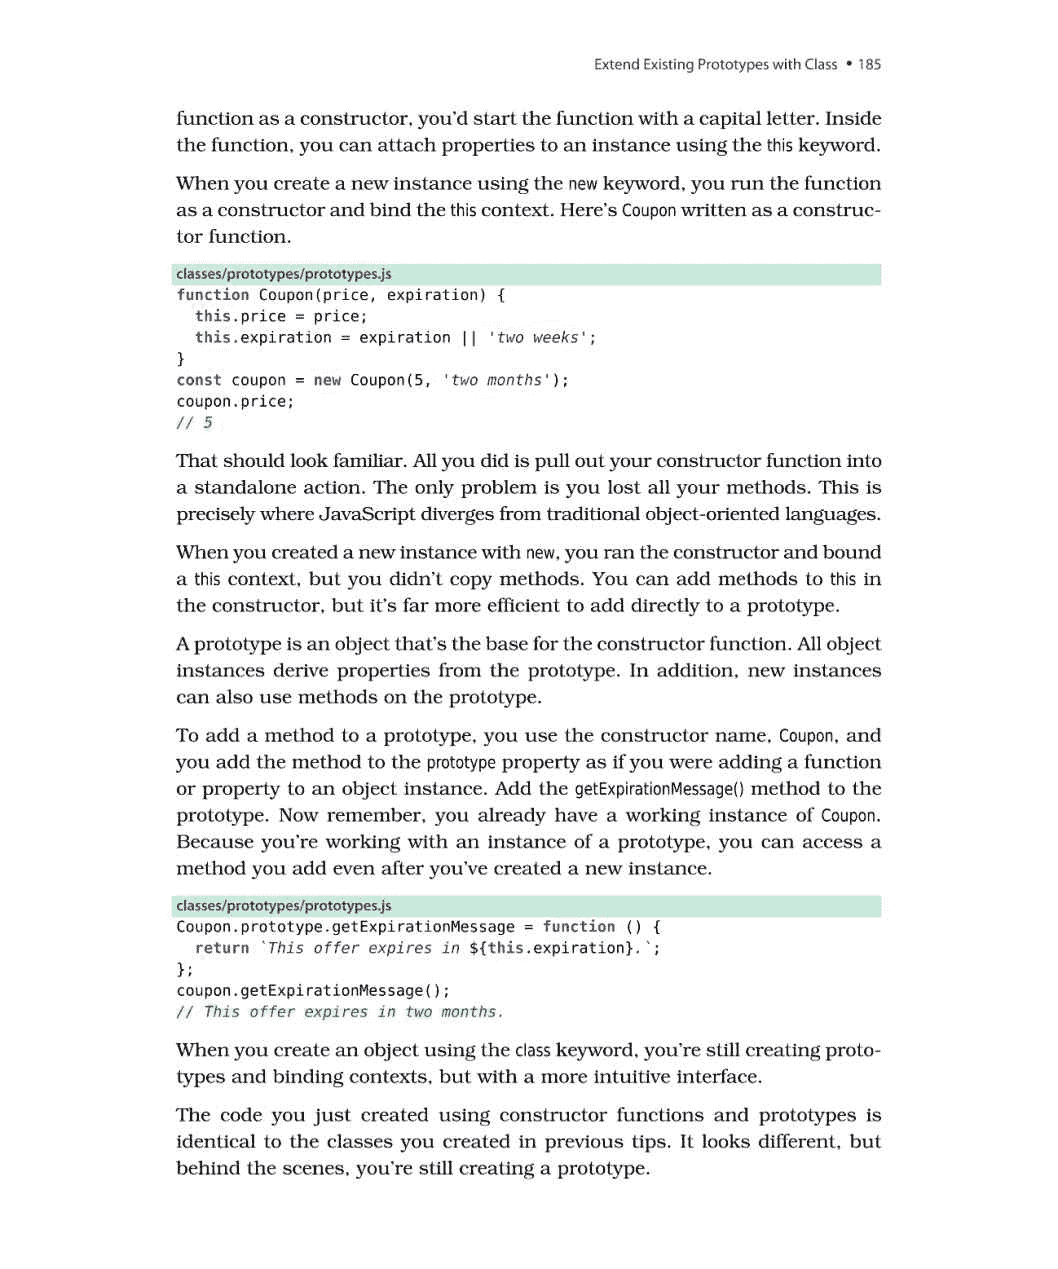 Extend Existing Prototypes with Class • 185
function as a constructor, you'd start the function with a capital letter. Inside
the function, you can attach properties to an instance using the this keyword.
When you create a new instance using the new keyword, you run the function
as a constructor and bind the this context. Here's Coupon written as a construc-
tor function.
classes/prototypes/prototypes.js
function Coupon(price, expiration) {
  this.price = price;
  this.expiration = expiration || 'two weeks';
}
const coupon = new Coupon(5, 'two months');
coupon.price;
// 5
That should look familiar. All you did is pull out your constructor function into
a standalone action. The only problem is you lost all your methods. This is
precisely where JavaScript diverges from traditional object-oriented languages.
When you created a new instance with new, you ran the constructor and bound
a this context, but you didn't copy methods. You can add methods to this in
the constructor, but it's far more efficient to add directly to a prototype.
A prototype is an object that's the base for the constructor function. All object
instances derive properties from the prototype. In addition, new instances
can also use methods on the prototype.
To add a method to a prototype, you use the constructor name, Coupon, and
you add the method to the prototype property as if you were adding a function
or property to an object instance. Add the getExpirationMessage() method to the
prototype. Now remember, you already have a working instance of Coupon.
Because you're working with an instance of a prototype, you can access a
method you add even after you've created a new instance.
classes/prototypes/prototypes.js
Coupon.prototype.getExpirationMessage = function () {
  return `This offer expires in ${this.expiration}.`;
};
coupon.getExpirationMessage();
// This offer expires in two months.
When you create an object using the class keyword, you're still creating proto-
types and binding contexts, but with a more intuitive interface.
The code you just created using constructor functions and prototypes is
identical to the classes you created in previous tips. It looks different, but
behind the scenes, you're still creating a prototype.